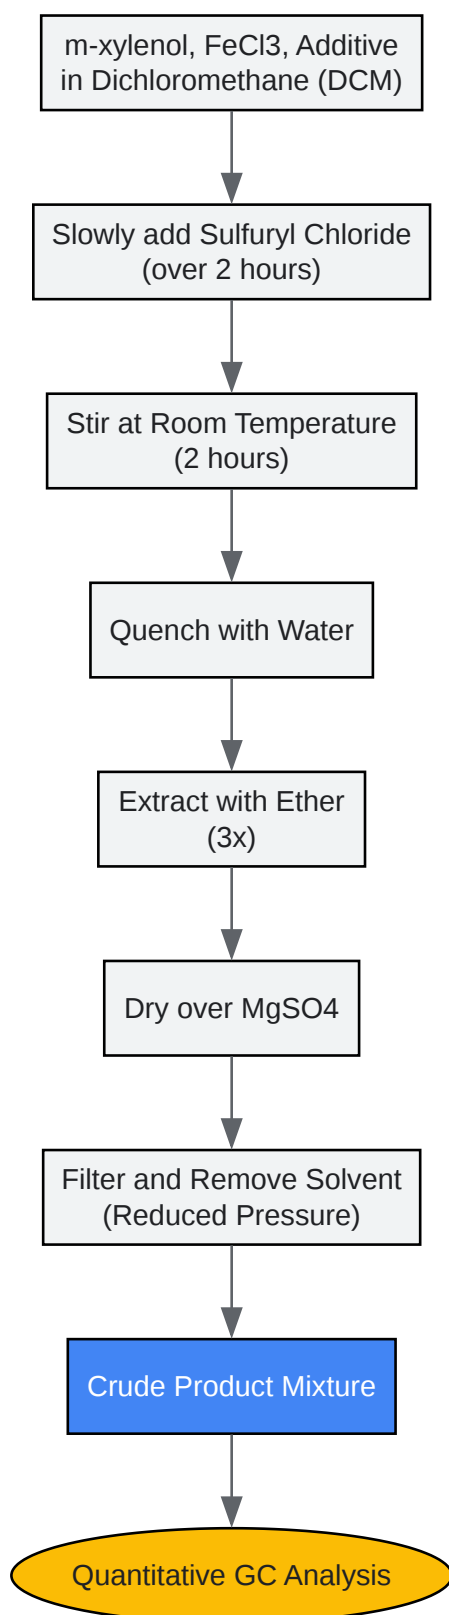 m-xylenol, FeCl3, Additive
in Dichloromethane (DCM)
Slowly add Sulfuryl Chloride
(over 2 hours)
Stir at Room Temperature
(2 hours)
Quench with Water
Extract with Ether
(3x)
Dry over MgSO4
Filter and Remove Solvent
(Reduced Pressure)
Crude Product Mixture
Quantitative GC Analysis